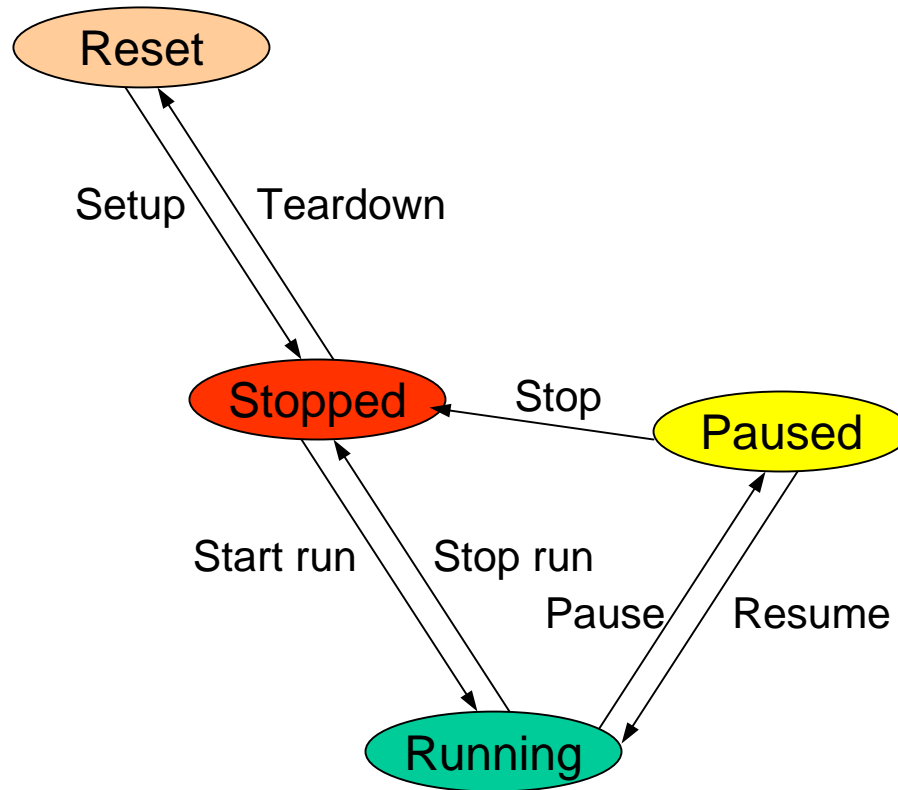 Reset
Setup
Teardown
Stopped
Stop
Paused
Start run
Stop run
Pause
Resume
Running